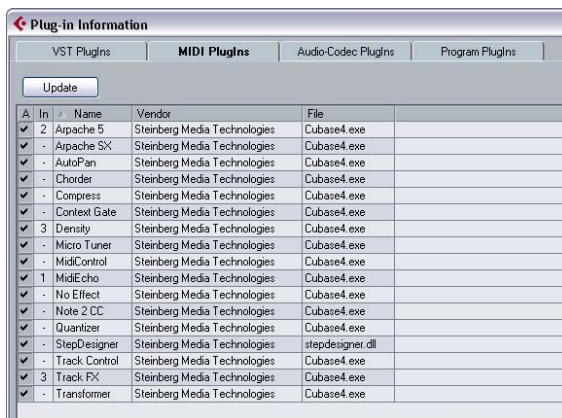 Plug-in Information
VST PlugIns MIDI PlugIns Audio-Codec PlugIns Program PlugIns
Update
A In Name Vendor File
2 Arpache 5 Steinberg Media Technologies Cubase4.exe
- Arpache SX Steinberg Media Technologies Cubase4.exe
- AutoPan Steinberg Media Technologies Cubase4.exe
- Chorder Steinberg Media Technologies Cubase4.exe
- Compress Steinberg Media Technologies Cubase4.exe
- Context Gate Steinberg Media Technologies Cubase4.exe
3 Density Steinberg Media Technologies Cubase4.exe
- Micro Tuner Steinberg Media Technologies Cubase4.exe
- MidiControl Steinberg Media Technologies Cubase4.exe
1 MidiEcho Steinberg Media Technologies Cubase4.exe
- No Effect Steinberg Media Technologies Cubase4.exe
- Note 2 CC Steinberg Media Technologies Cubase4.exe
- Quantizer Steinberg Media Technologies Cubase4.exe
- StepDesigner Steinberg Media Technologies stepdesigner.dll
- Track Control Steinberg Media Technologies Cubase4.exe
3 Track FX Steinberg Media Technologies Cubase4.exe
- Transformer Steinberg Media Technologies Cubase4.exe